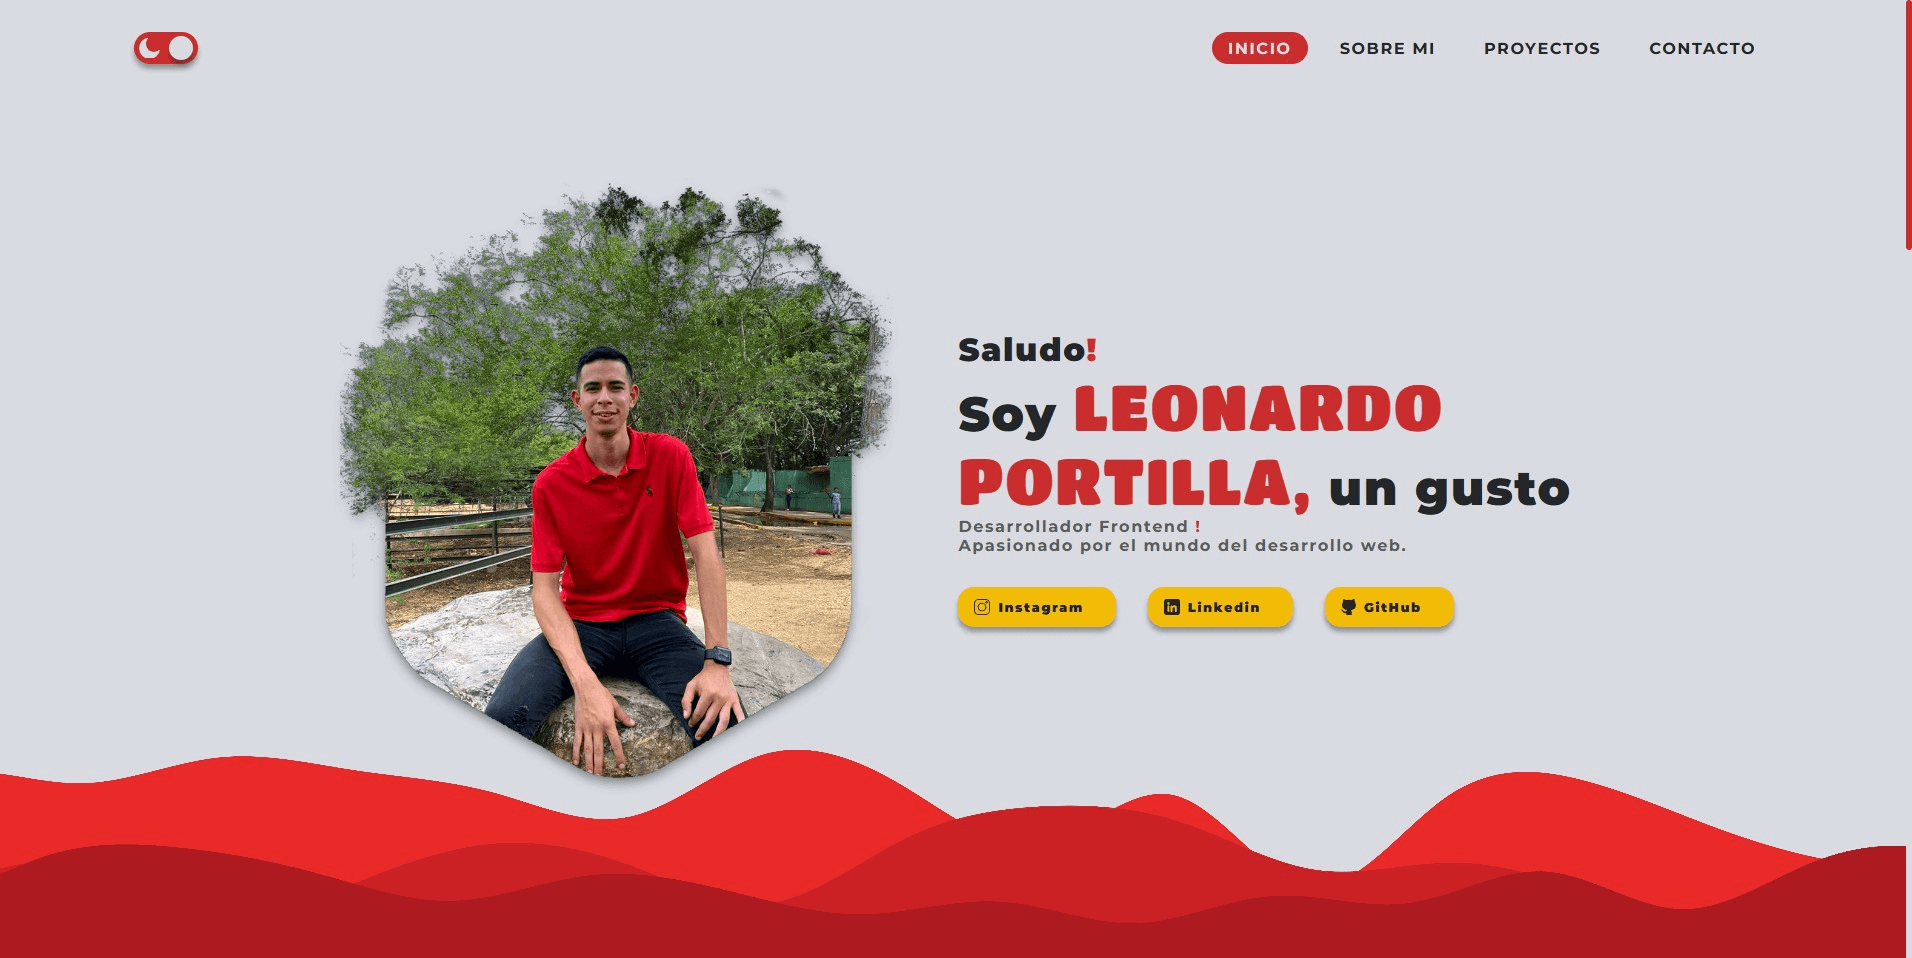 INICIO SOBRE MI PROYECTOS CONTACTO
Saludo!
Soy LEONARDO
PORTILLA, un gusto
Desarrollador Frontend !
Apasionado por el mundo del desarrollo web.
Instagram Linkedin GitHub